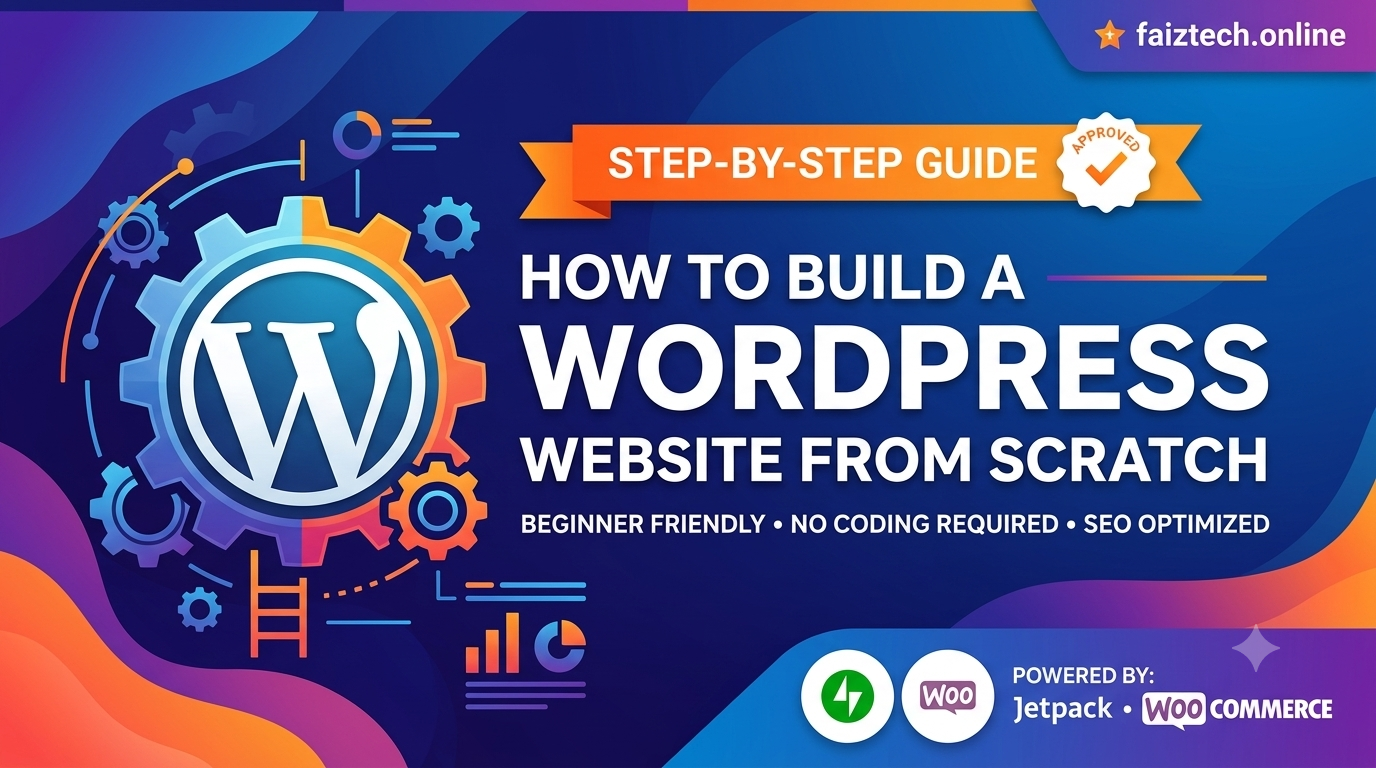 faiztech.online
STEP-BY-STEP GUIDE
APPROVED
HOW TO BUILD A
WORDPRESS
WEBSITE FROM SCRATCH
BEGINNER FRIENDLY • NO CODING REQUIRED • SEO OPTIMIZED
W
Woo
POWERED BY:
Jetpack • WOO COMMERCE